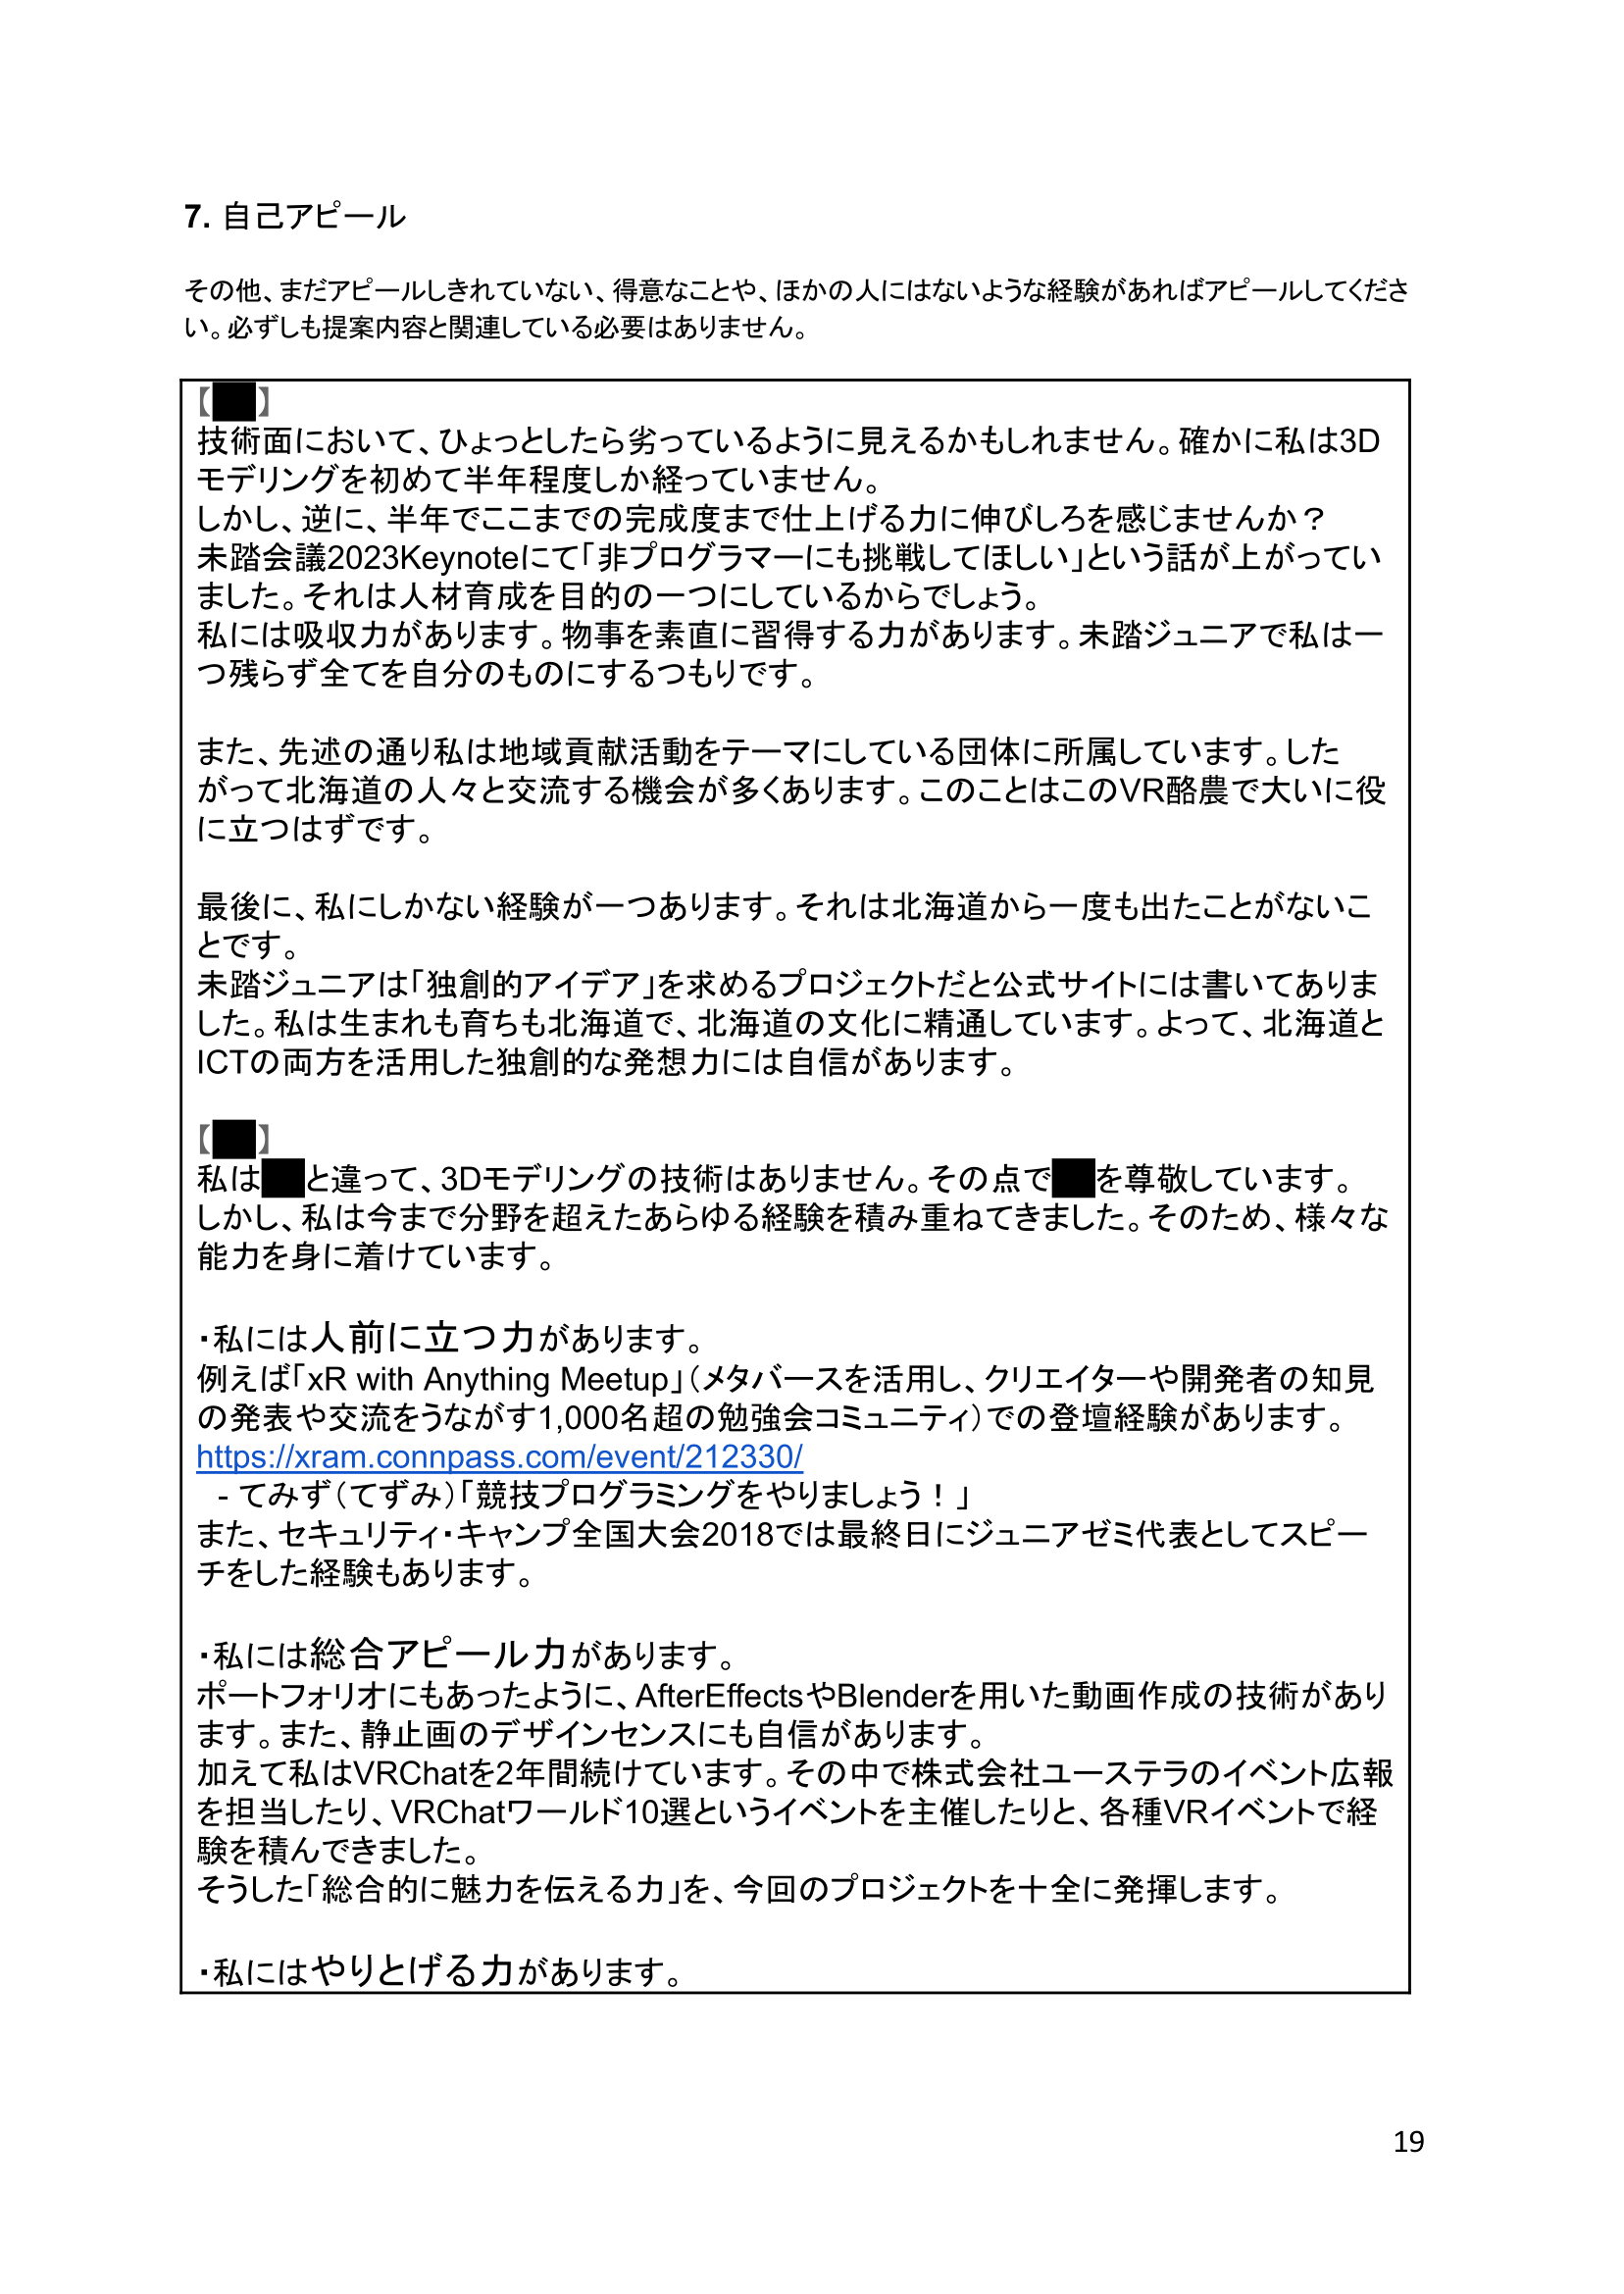 7. 自己アピール
その他、まだアピールしきれていない、得意なことや、ほかの人にはないような経験があればアピールしてくださ
い。必ずしも提案内容と関連している必要はありません。
【】
技術面において、ひょっとしたら劣っているように見えるかもしれません。確かに私は3D
モデリングを初めて半年程度しか経っていません。
しかし、逆に、半年でここまでの完成度まで仕上げる力に伸びしろを感じませんか？
未踏会議2023Keynoteにて「非プログラマーにも挑戦してほしい」という話が上がってい
ました。それは人材育成を目的の一つにしているからでしょう。
私には吸収力があります。物事を素直に習得する力があります。未踏ジュニアで私は一
つ残らず全てを自分のものにするつもりです。
また、先述の通り私は地域貢献活動をテーマにしている団体に所属しています。した
がって北海道の人々と交流する機会が多くあります。このことはこのVR酪農で大いに役
に立つはずです。
最後に、私にしかない経験が一つあります。それは北海道から一度も出たことがないこ
とです。
未踏ジュニアは「独創的アイデア」を求めるプロジェクトだと公式サイトには書いてありま
した。私は生まれも育ちも北海道で、北海道の文化に精通しています。よって、北海道と
ICTの両方を活用した独創的な発想力には自信があります。
【】
私はと違って、3Dモデリングの技術はありません。その点でを尊敬しています。
しかし、私は今まで分野を超えたあらゆる経験を積み重ねてきました。そのため、様々な
能力を身に着けています。
・私には人前に立つ力があります。
例えば「xR with Anything Meetup」（メタバースを活用し、クリエイターや開発者の知見
の発表や交流をうながす1,000名超の勉強会コミュニティ）での登壇経験があります。
https://xram.connpass.com/event/212330/
- てみず（てずみ）「競技プログラミングをやりましょう！」
また、セキュリティ・キャンプ全国大会2018では最終日にジュニアゼミ代表としてスピー
チをした経験もあります。
・私には総合アピール力があります。
ポートフォリオにもあったように、AfterEffectsやBlenderを用いた動画作成の技術があり
ます。また、静止画のデザインセンスにも自信があります。
加えて私はVRChatを2年間続けています。その中で株式会社ユーステラのイベント広報
を担当したり、VRChatワールド10選というイベントを主催したりと、各種VRイベントで経
験を積んできました。
そうした「総合的に魅力を伝える力」を、今回のプロジェクトを十全に発揮します。
・私にはやりとげる力があります。
19